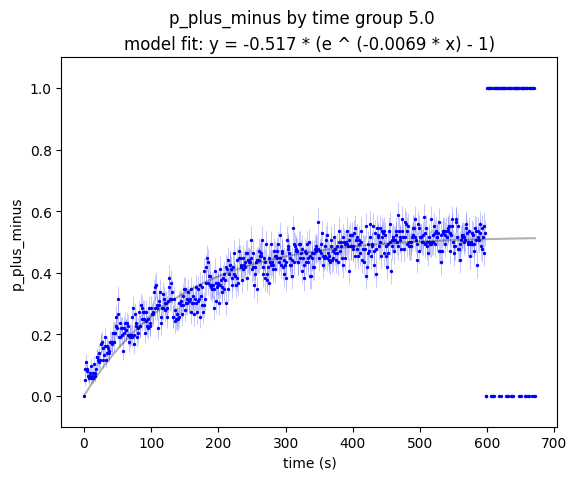 p_plus_minus by time group 5.0
model fit: y = -0.517 * (e ^ (-0.0069 * x) - 1)
1.0
0.8
0.6
0.4
0.2
0.0
p_plus_minus
0 100 200 300 400 500 600 700
time (s)